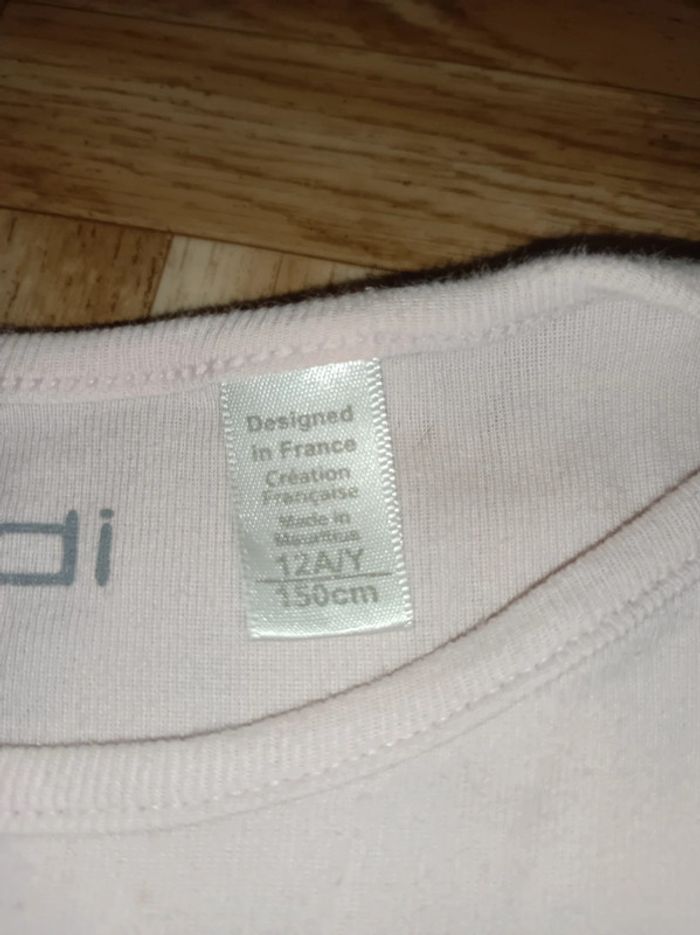 di
Designed
in France
Création
Française
Made in
Mauritius
12A/Y
150cm